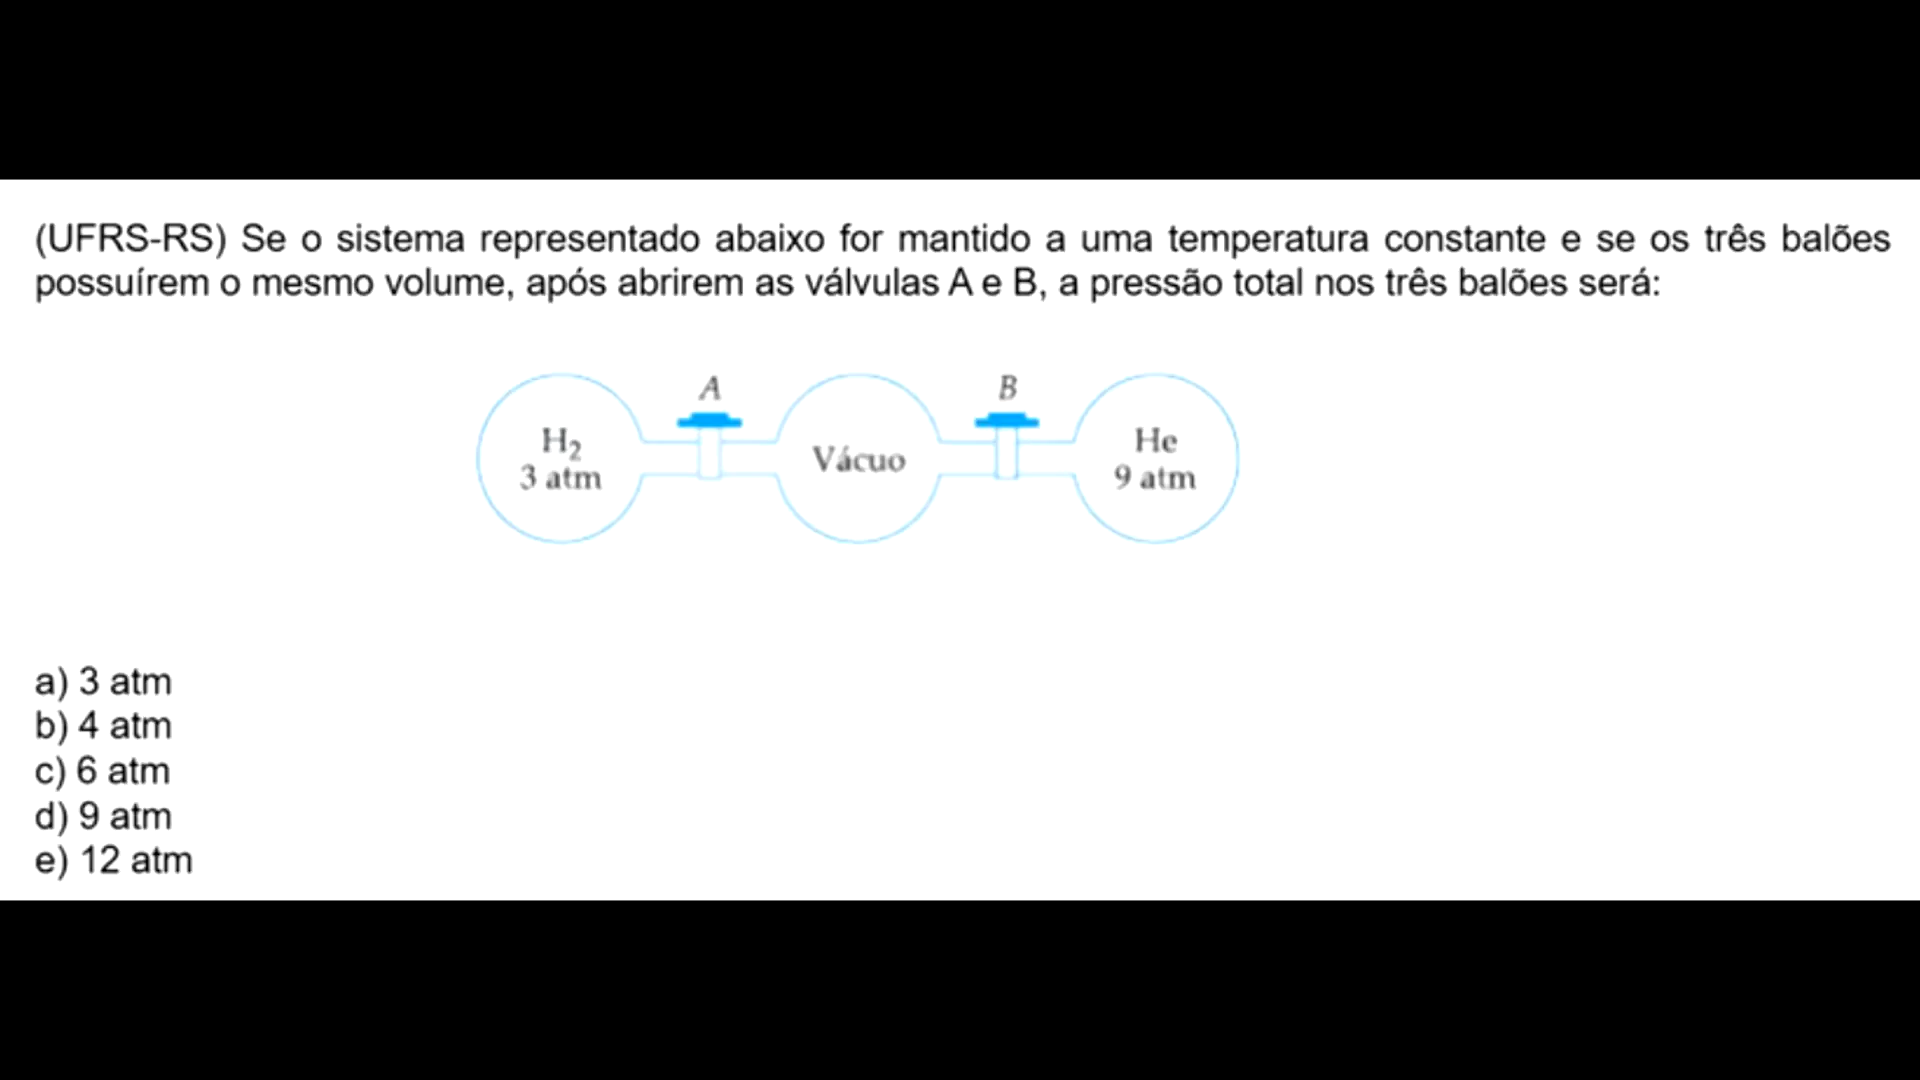 (UFRS-RS) Se o sistema representado abaixo for mantido a uma temperatura constante e se os três balões
possuírem o mesmo volume, após abrirem as válvulas A e B, a pressão total nos três balões será:
A
B
H₂
3 atm
Vácuo
He
9 atm
a) 3 atm
b) 4 atm
c) 6 atm
d) 9 atm
e) 12 atm